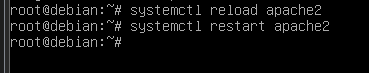 root@debian:~# systemctl reload apache2
root@debian:~# systemctl restart apache2
root@debian:~#